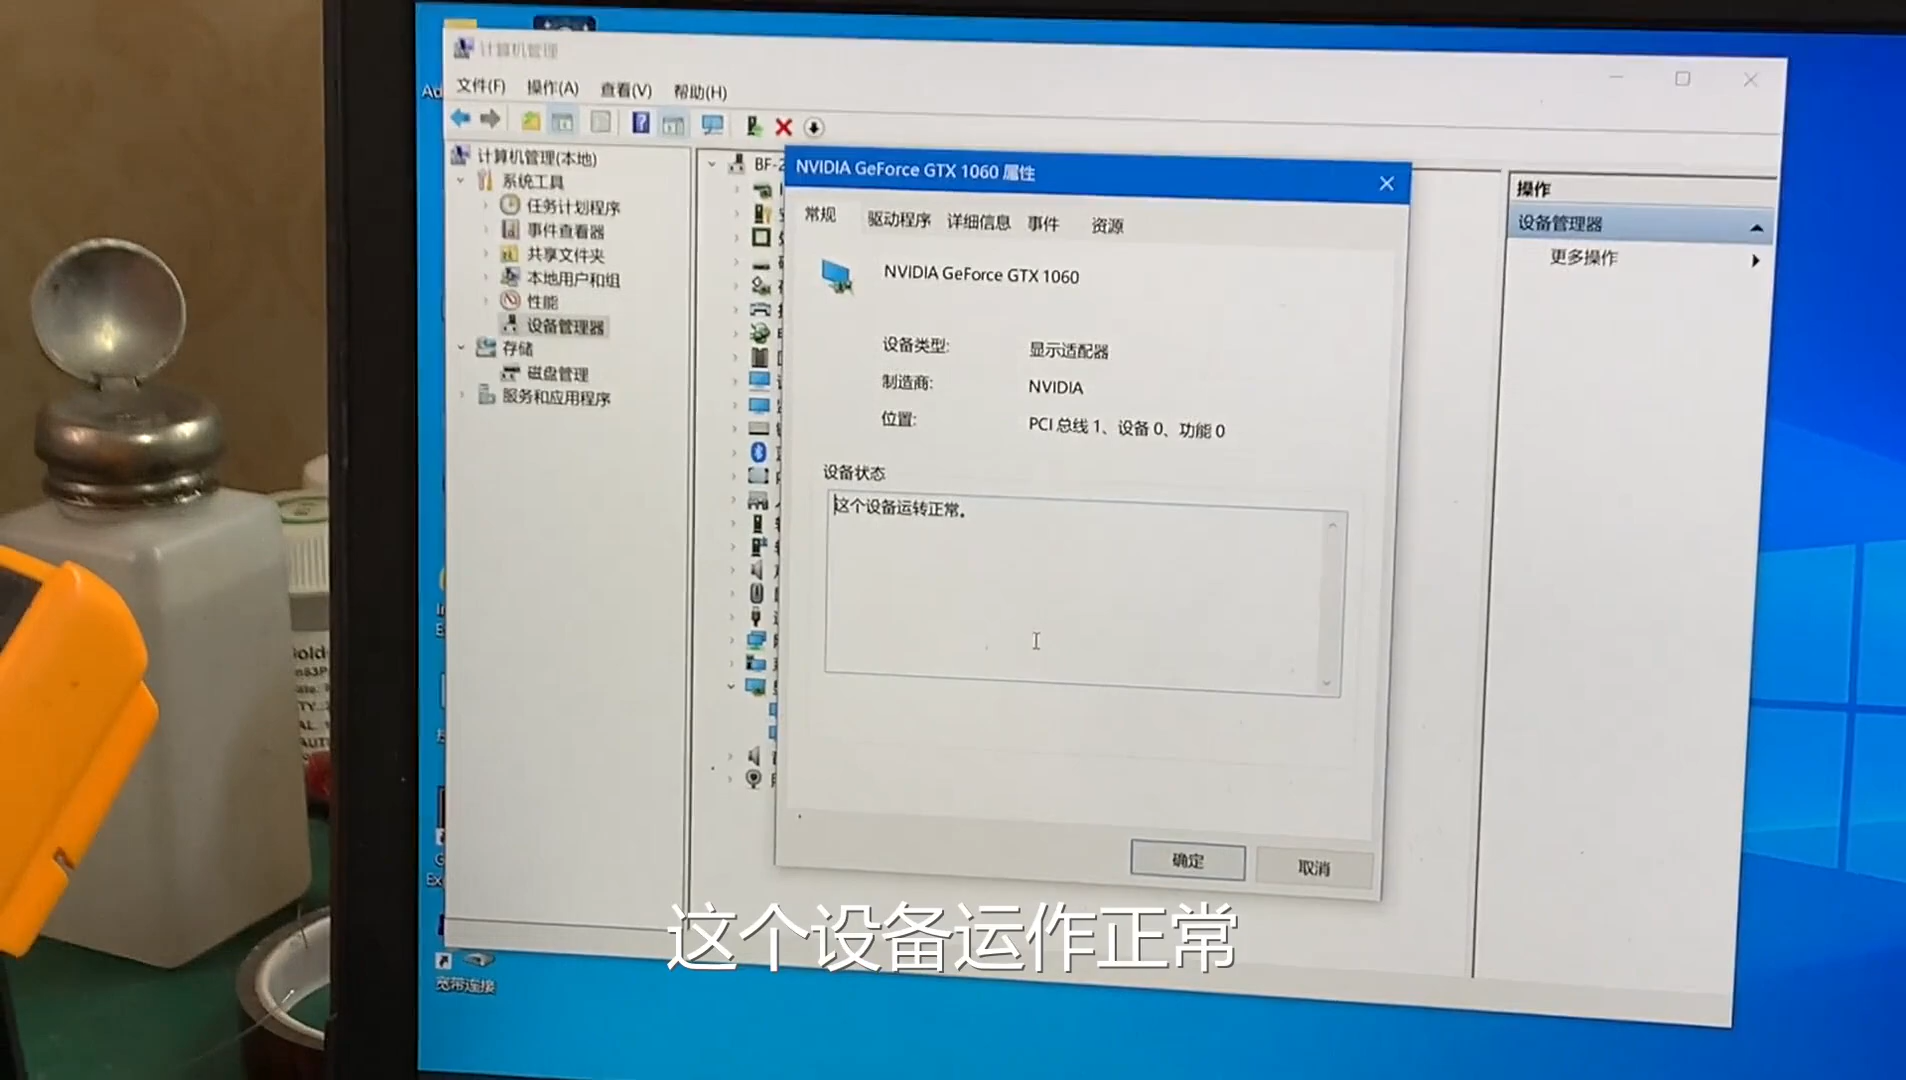 计算机管理
文件(F) 操作(A) 查看(V) 帮助(H)
计算机管理(本地)
系统工具
任务计划程序
事件查看器
共享文件夹
本地用户和组
性能
设备管理器
存储
磁盘管理
服务和应用程序
BF-2
NVIDIA GeForce GTX 1060 属性
常规 驱动程序 详细信息 事件 资源
NVIDIA GeForce GTX 1060
设备类型: 显示适配器
制造商: NVIDIA
位置: PCI 总线 1、设备 0、功能 0
设备状态
这个设备运转正常。
确定 取消
操作
设备管理器
更多操作
宽带连接
这个设备运作正常